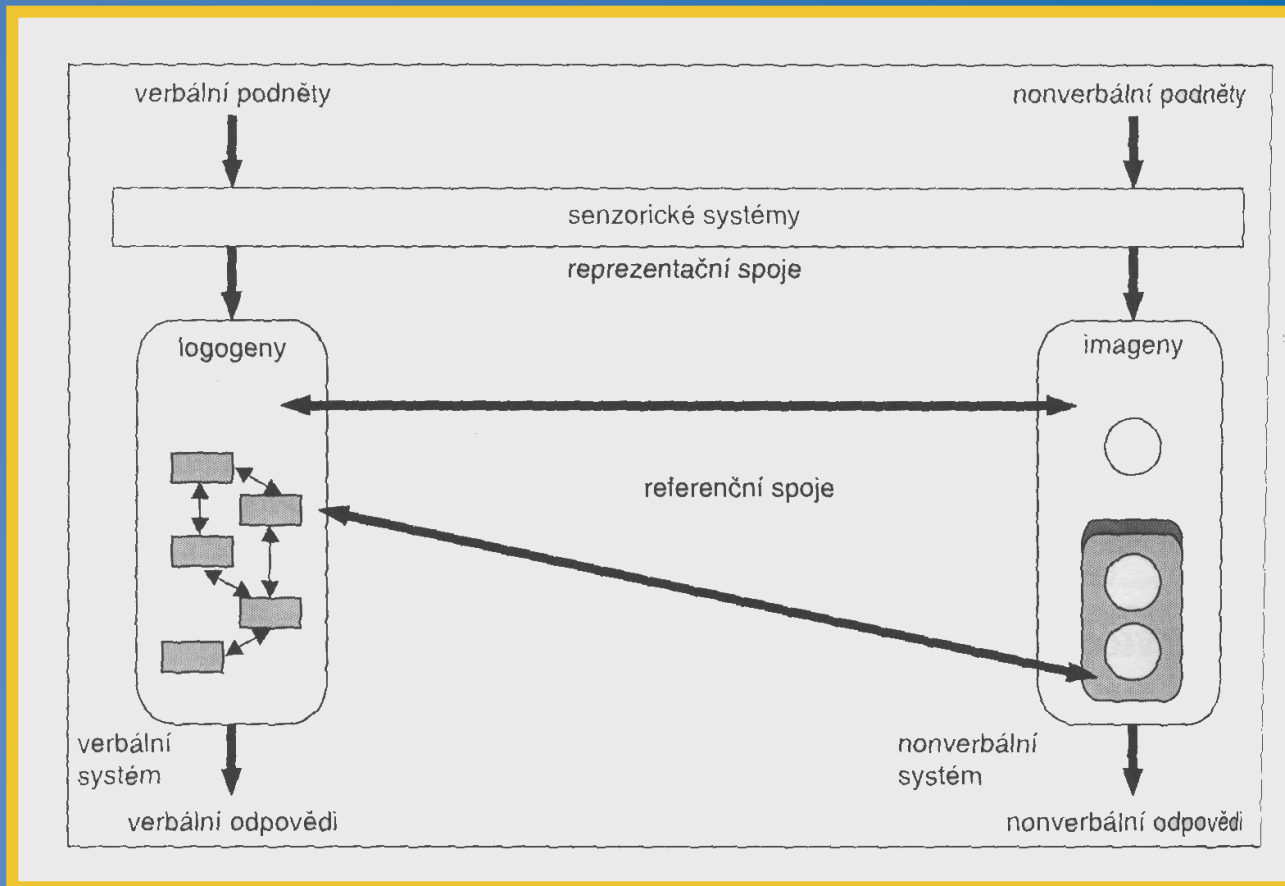 verbální podněty
nonverbální podněty
senzorické systémy
reprezentační spoje
logogeny
imageny
referenční spoje
verbální
systém
nonverbální
systém
verbální odpovědi
nonverbální odpovědi